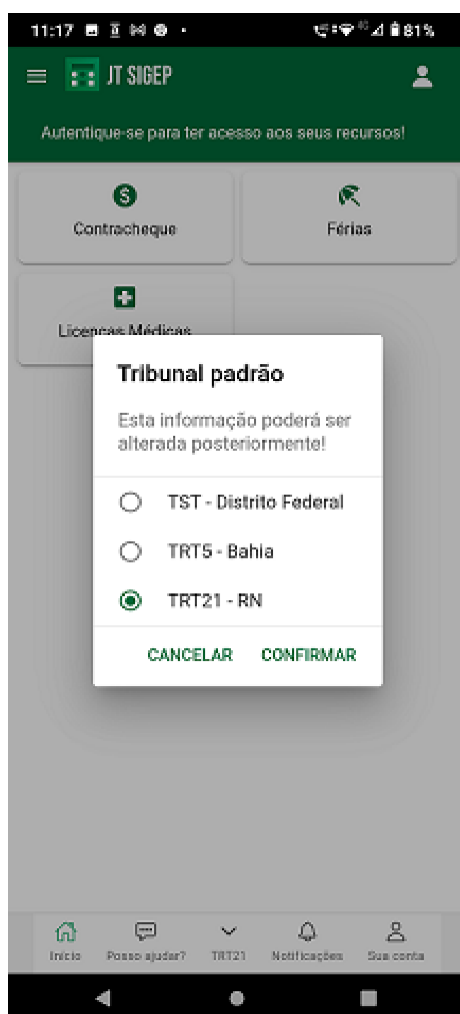 11:17
81%
JT SIGEP
Autentique-se para ter acesso aos seus recursos!
Contracheque
Férias
Licenças Médicas
Tribunal padrão
Esta informação poderá ser
alterada posteriormente!
TST - Distrito Federal
TRT5 - Bahia
TRT21 - RN
CANCELAR CONFIRMAR
Início Posso ajudar? TRT21 Notificações Sua conta